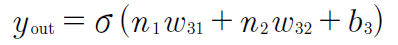 y_out = σ (n₁w₃₁ + n₂w₃₂ + b₃)